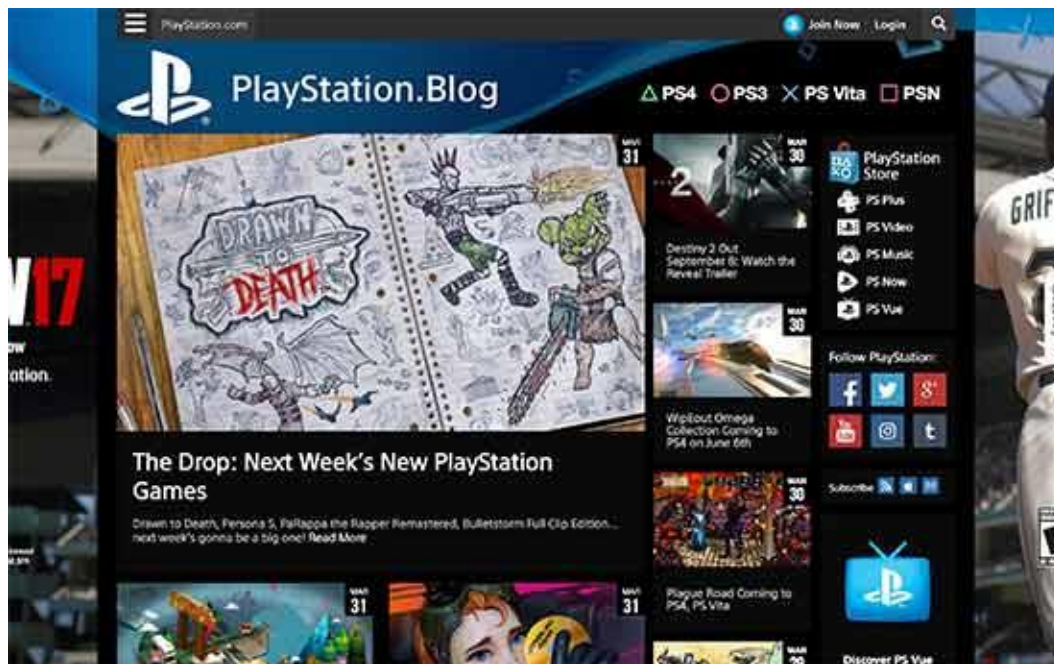 PlayStation.com
Join Now
Login
PlayStation.Blog
PS4
PS3
PS Vita
PSN
MAR
31
DRAWN
TO
DEATH
The Drop: Next Week's New PlayStation
Games
Drawn to Death, Persona 5, PaRappa the Rapper Remastered, Bulletstorm Full Clip Edition...
next week's gonna be a big one! Read More
MAR
31
MAR
31
MAR
30
2
Destiny 2 Out
September 8: Watch the
Reveal Trailer
MAR
30
WipEout Omega
Collection Coming to
PS4 on June 6th
MAR
30
Plague Road Coming to
PS4, PS Vita
MAR
PlayStation
Store
PS Plus
PS Video
PS Music
PS Now
PS Vue
Follow PlayStation:
Subscribe
Discover PS Vue
17
GRIF